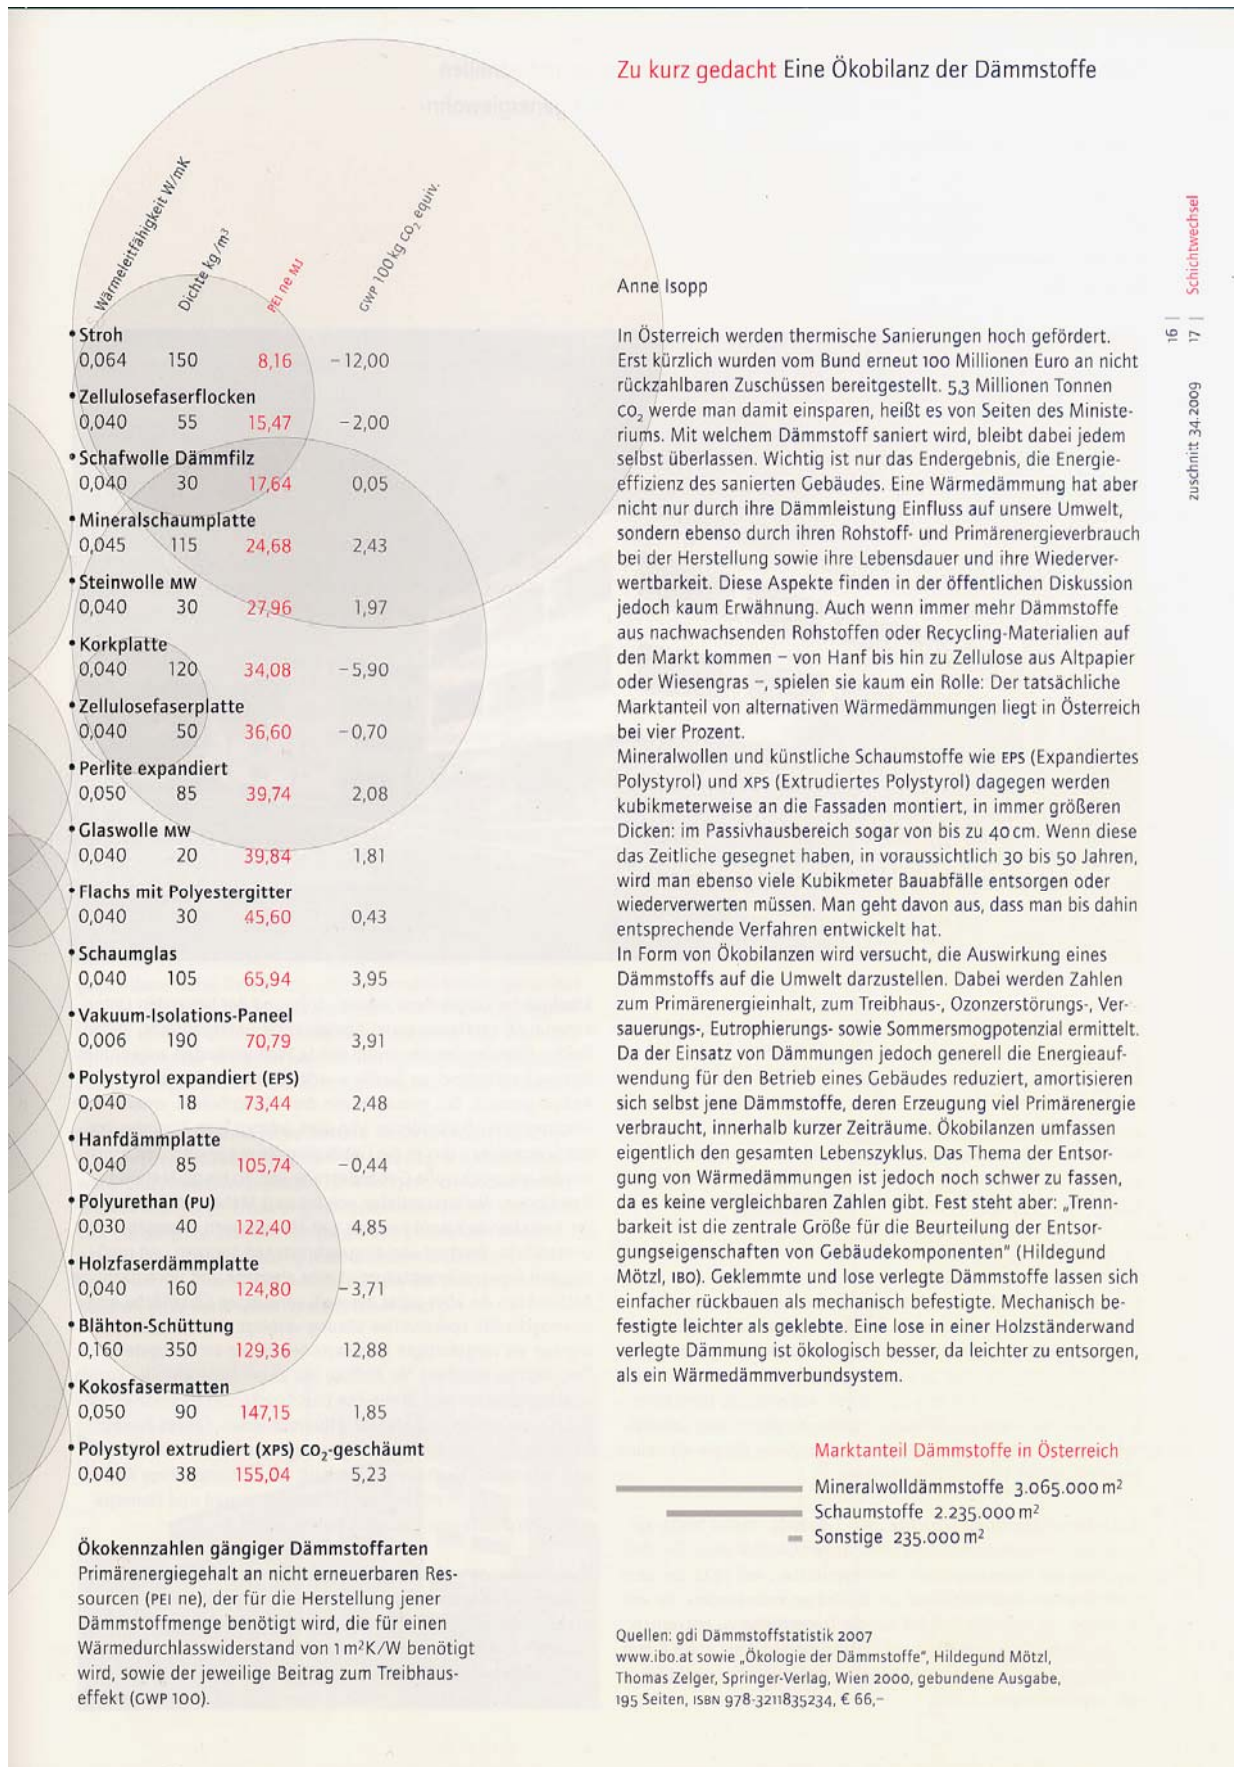 Zu kurz gedacht Eine Ökobilanz der Dämmstoffe
Wärmeleitfähigkeit W/mK
Dichte kg/m³
PEI ne MJ
GWP 100 kg CO₂ equiv.
• Stroh
0,064 150 8,16 –12,00
• Zellulosefaserflocken
0,040 55 15,47 –2,00
• Schafwolle Dämmfilz
0,040 30 17,64 0,05
• Mineralschaumplatte
0,045 115 24,68 2,43
• Steinwolle MW
0,040 30 27,96 1,97
• Korkplatte
0,040 120 34,08 –5,90
• Zellulosefaserplatte
0,040 50 36,60 –0,70
• Perlite expandiert
0,050 85 39,74 2,08
• Glaswolle MW
0,040 20 39,84 1,81
• Flachs mit Polyestergitter
0,040 30 45,60 0,43
• Schaumglas
0,040 105 65,94 3,95
• Vakuum-Isolations-Paneel
0,006 190 70,79 3,91
• Polystyrol expandiert (EPS)
0,040 18 73,44 2,48
• Hanfdämmplatte
0,040 85 105,74 –0,44
• Polyurethan (PU)
0,030 40 122,40 4,85
• Holzfaserdämmplatte
0,040 160 124,80 –3,71
• Blähton-Schüttung
0,160 350 129,36 12,88
• Kokosfasermatten
0,050 90 147,15 1,85
• Polystyrol extrudiert (XPS) CO₂-geschäumt
0,040 38 155,04 5,23
Ökokennzahlen gängiger Dämmstoffarten
Primärenergiegehalt an nicht erneuerbaren Res-
sourcen (PEI ne), der für die Herstellung jener
Dämmstoffmenge benötigt wird, die für einen
Wärmedurchlasswiderstand von 1 m²K/W benötigt
wird, sowie der jeweilige Beitrag zum Treibhaus-
effekt (GWP 100).
Anne Isopp
In Österreich werden thermische Sanierungen hoch gefördert.
Erst kürzlich wurden vom Bund erneut 100 Millionen Euro an nicht
rückzahlbaren Zuschüssen bereitgestellt. 5,3 Millionen Tonnen
CO₂ werde man damit einsparen, heißt es von Seiten des Ministe-
riums. Mit welchem Dämmstoff saniert wird, bleibt dabei jedem
selbst überlassen. Wichtig ist nur das Endergebnis, die Energie-
effizienz des sanierten Gebäudes. Eine Wärmedämmung hat aber
nicht nur durch ihre Dämmleistung Einfluss auf unsere Umwelt,
sondern ebenso durch ihren Rohstoff- und Primärenergieverbrauch
bei der Herstellung sowie ihre Lebensdauer und ihre Wiederver-
wertbarkeit. Diese Aspekte finden in der öffentlichen Diskussion
jedoch kaum Erwähnung. Auch wenn immer mehr Dämmstoffe
aus nachwachsenden Rohstoffen oder Recycling-Materialien auf
den Markt kommen – von Hanf bis hin zu Zellulose aus Altpapier
oder Wiesengras –, spielen sie kaum ein Rolle: Der tatsächliche
Marktanteil von alternativen Wärmedämmungen liegt in Österreich
bei vier Prozent.
Mineralwollen und künstliche Schaumstoffe wie EPS (Expandiertes
Polystyrol) und XPS (Extrudiertes Polystyrol) dagegen werden
kubikmeterweise an die Fassaden montiert, in immer größeren
Dicken: im Passivhausbereich sogar von bis zu 40 cm. Wenn diese
das Zeitliche gesegnet haben, in voraussichtlich 30 bis 50 Jahren,
wird man ebenso viele Kubikmeter Bauabfälle entsorgen oder
wiederverwerten müssen. Man geht davon aus, dass man bis dahin
entsprechende Verfahren entwickelt hat.
In Form von Ökobilanzen wird versucht, die Auswirkung eines
Dämmstoffs auf die Umwelt darzustellen. Dabei werden Zahlen
zum Primärenergieinhalt, zum Treibhaus-, Ozonzerstörungs-, Ver-
sauerungs-, Eutrophierungs- sowie Sommersmogpotenzial ermittelt.
Da der Einsatz von Dämmungen jedoch generell die Energieauf-
wendung für den Betrieb eines Gebäudes reduziert, amortisieren
sich selbst jene Dämmstoffe, deren Erzeugung viel Primärenergie
verbraucht, innerhalb kurzer Zeiträume. Ökobilanzen umfassen
eigentlich den gesamten Lebenszyklus. Das Thema der Entsor-
gung von Wärmedämmungen ist jedoch noch schwer zu fassen,
da es keine vergleichbaren Zahlen gibt. Fest steht aber: „Trenn-
barkeit ist die zentrale Größe für die Beurteilung der Entsor-
gungseigenschaften von Gebäudekomponenten“ (Hildegund
Mötzl, IBO). Geklemmte und lose verlegte Dämmstoffe lassen sich
einfacher rückbauen als mechanisch befestigte. Mechanisch be-
festigte leichter als geklebte. Eine lose in einer Holzständerwand
verlegte Dämmung ist ökologisch besser, da leichter zu entsorgen,
als ein Wärmedämmverbundsystem.
Marktanteil Dämmstoffe in Österreich
Mineralwolldämmstoffe 3.065.000 m²
Schaumstoffe 2.235.000 m²
Sonstige 235.000 m²
Quellen: gdi Dämmstoffstatistik 2007
www.ibo.at sowie „Ökologie der Dämmstoffe“, Hildegund Mötzl,
Thomas Zelger, Springer-Verlag, Wien 2000, gebundene Ausgabe,
195 Seiten, ISBN 978-3211835234, € 66,–
zuschnitt 34.2009
16 |
17 | Schichtwechsel